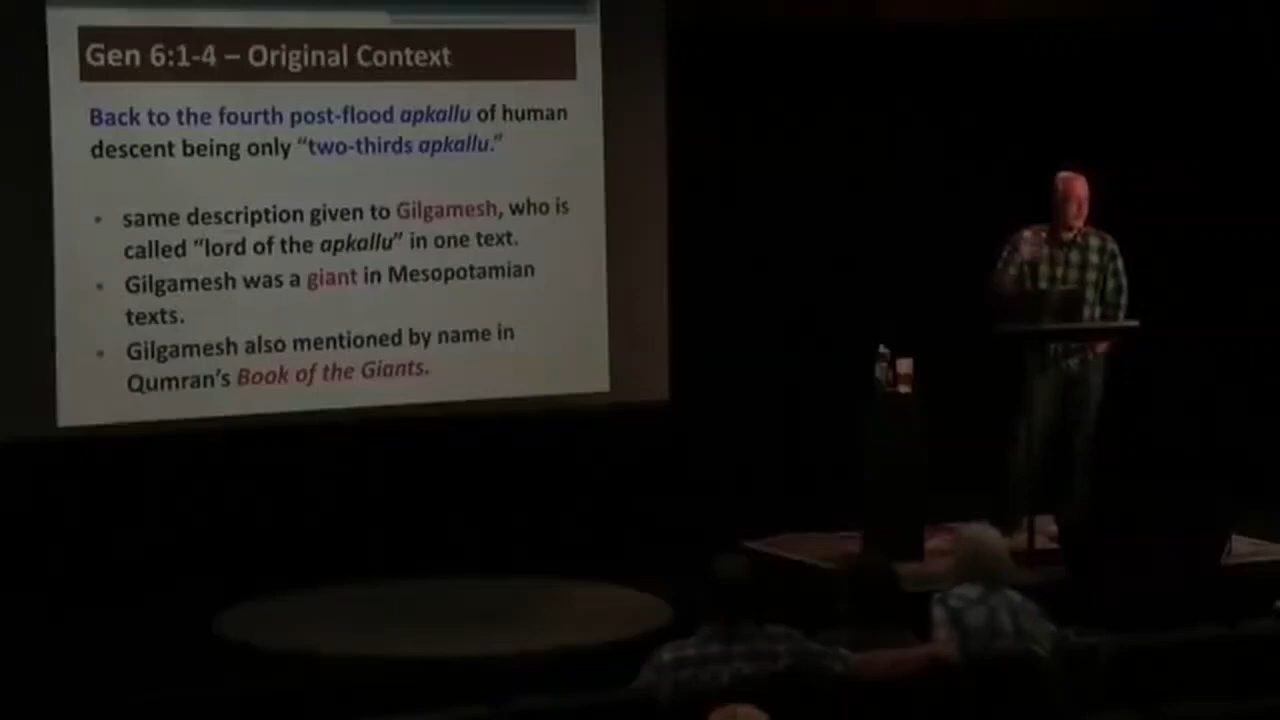 Gen 6:1-4 – Original Context
Back to the fourth post-flood apkallu of human
descent being only “two-thirds apkallu.”
• same description given to Gilgamesh, who is
called “lord of the apkallu” in one text.
• Gilgamesh was a giant in Mesopotamian
texts.
• Gilgamesh also mentioned by name in
Qumran’s Book of the Giants.